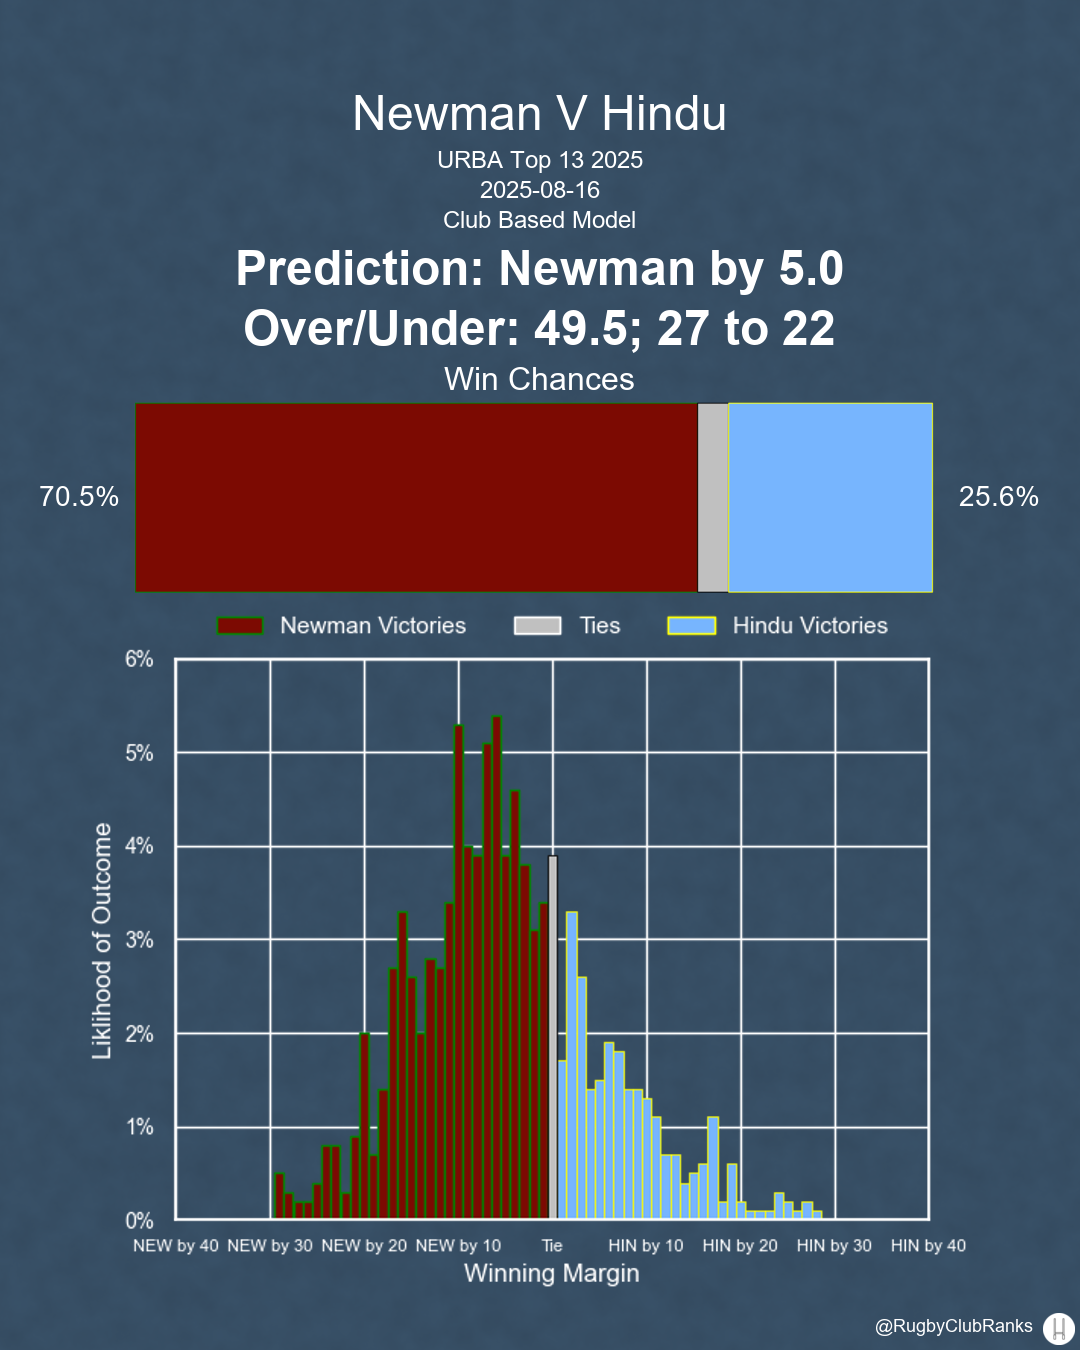 Newman V Hindu
URBA Top 13 2025
2025-08-16
Club Based Model
Prediction: Newman by 5.0
Over/Under: 49.5; 27 to 22
Win Chances
70.5%
25.6%
Newman Victories
Ties
Hindu Victories
6%
5%
4%
3%
2%
1%
0%
Liklihood of Outcome
NEW by 40 NEW by 30 NEW by 20 NEW by 10 Tie HIN by 10 HIN by 20 HIN by 30 HIN by 40
Winning Margin
@RugbyClubRanks